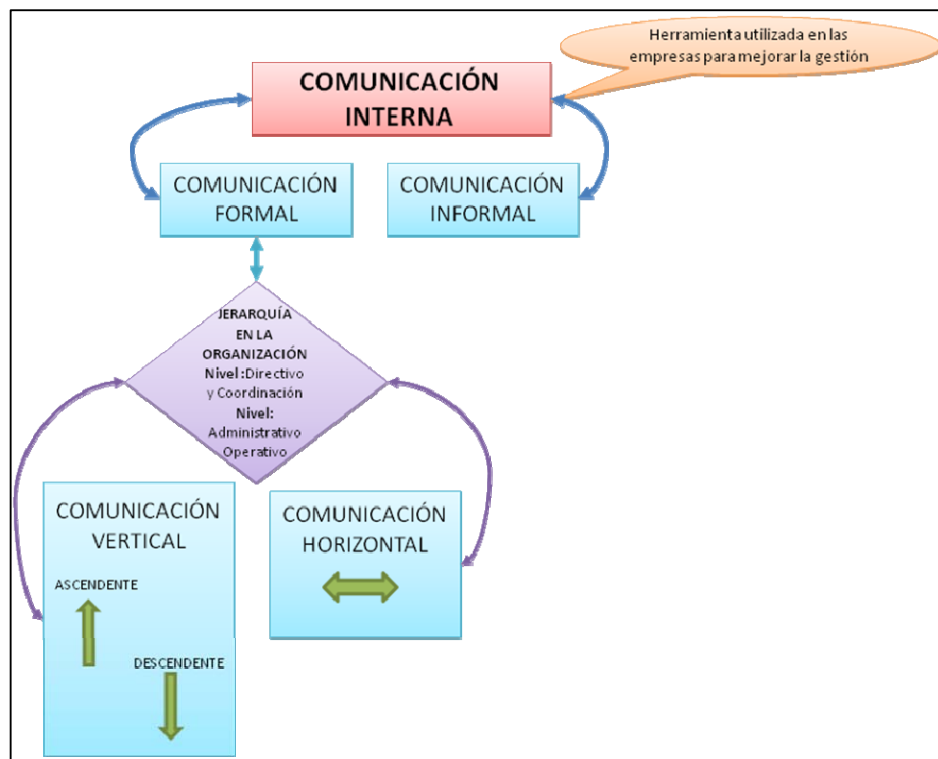 Herramienta utilizada en las
empresas para mejorar la gestión
COMUNICACIÓN
INTERNA
COMUNICACIÓN
FORMAL
COMUNICACIÓN
INFORMAL
JERARQUÍA
EN LA
ORGANIZACIÓN
Nivel:Directivo
y Coordinación
Nivel:
Administrativo
Operativo
COMUNICACIÓN
VERTICAL
ASCENDENTE
DESCENDENTE
COMUNICACIÓN
HORIZONTAL